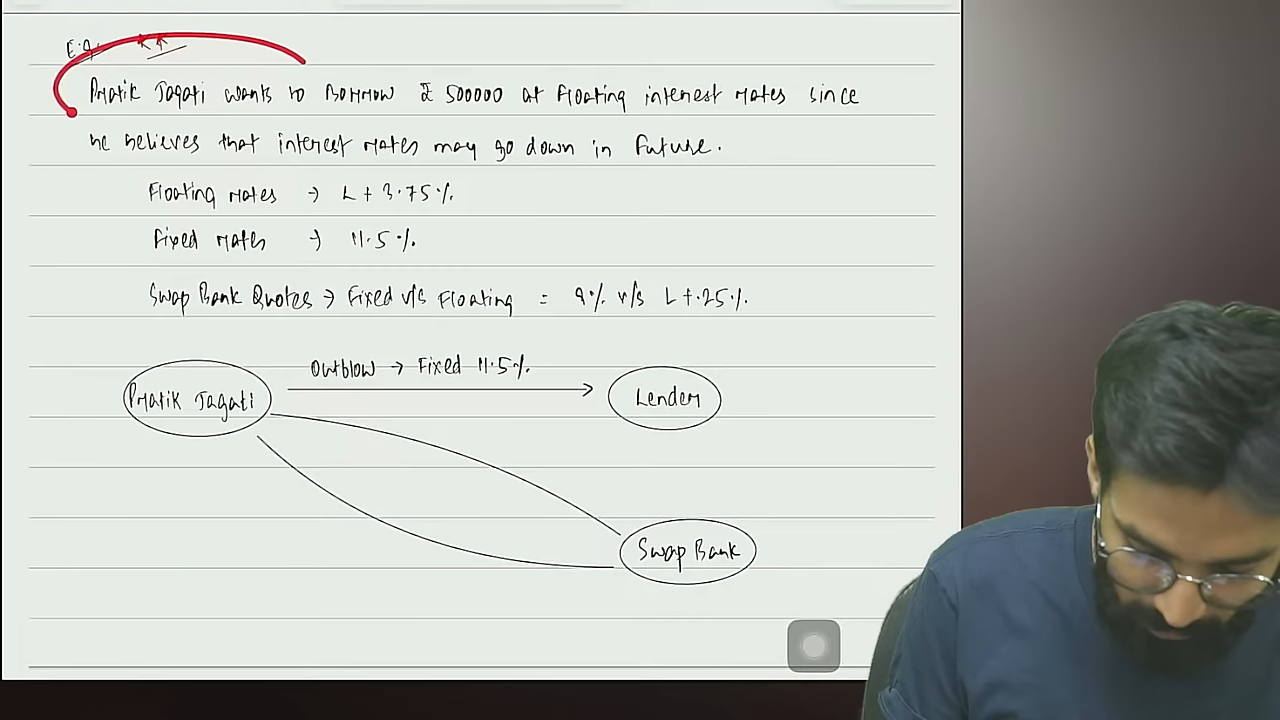 E.g:
Pratik Jagati wants to Borrow ₹ 500000 at Floating interest rates since
he believes that interest rates may go down in future.
Floating rates → L + 3.75%.
Fixed rates → 11.5%.
Swap Bank Quotes → Fixed v/s Floating = 9% v/s L+.25%.
Outflow → Fixed 11.5%.
Pratik Jagati
Lender
Swap Bank